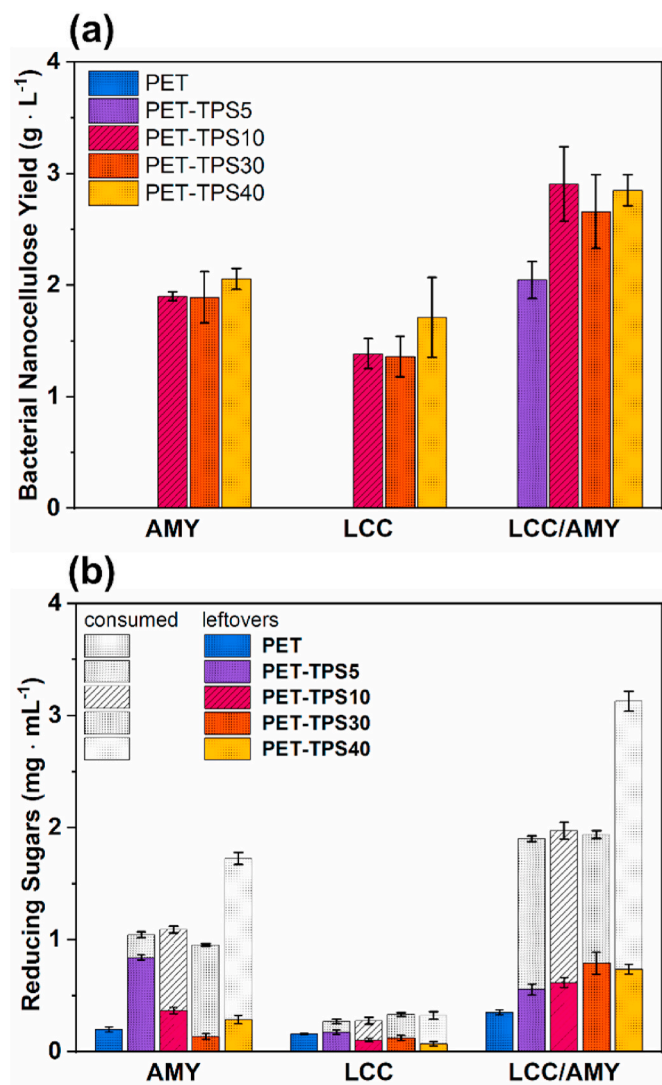 (a)
Bacterial Nanocellulose Yield (g · L⁻¹)
4
3
2
1
0
PET
PET-TPS5
PET-TPS10
PET-TPS30
PET-TPS40
AMY LCC LCC/AMY
(b)
Reducing Sugars (mg · mL⁻¹)
4
3
2
1
0
consumed leftovers
PET
PET-TPS5
PET-TPS10
PET-TPS30
PET-TPS40
AMY LCC LCC/AMY